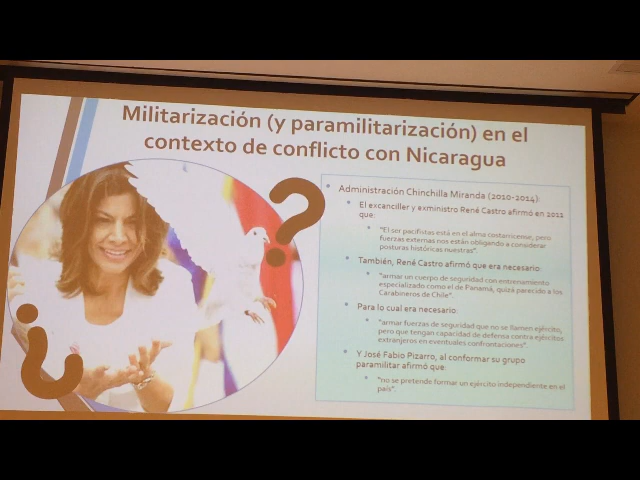 Militarización (y paramilitarización) en el
contexto de conflicto con Nicaragua
?
¿
Administración Chinchilla Miranda (2010-2014):
El excanciller y exministro René Castro afirmó en 2011
que:
"El ser pacifistas está en el alma costarricense, pero
fuerzas externas nos están obligando a considerar
posturas históricas nuestras".
También, René Castro afirmó que era necesario:
"armar un cuerpo de seguridad con entrenamiento
especializado como el de Panamá, quizá parecido a los
Carabineros de Chile".
Para lo cual era necesario:
"armar fuerzas de seguridad que no se llamen ejército,
pero que tengan capacidad de defensa contra ejércitos
extranjeros en eventuales confrontaciones".
Y José Fabio Pizarro, al conformar su grupo
paramilitar afirmó que:
"no se pretende formar un ejército independiente en el
país".